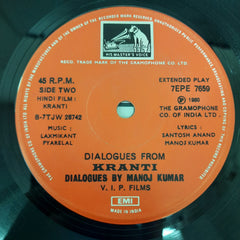 "HIS MASTER'S VOICE"
REGD. TRADE MARK OF THE GRAMOPHONE CO.
45 R.P.M.
SIDE TWO
HINDI FILM :
KRANTI
6-7TJW 28742
MUSIC :
LAXMIKANT
PYARELAL
EXTENDED PLAY
7EPE 7659
℗ 1980
THE GRAMOPHONE
CO. OF INDIA LTD.
LYRICS :
SANTOSH ANAND
MANOJ KUMAR
DIALOGUES FROM
KRANTI
DIALOGUES BY MANOJ KUMAR
V. I. P. FILMS
EMI
MADE IN INDIA